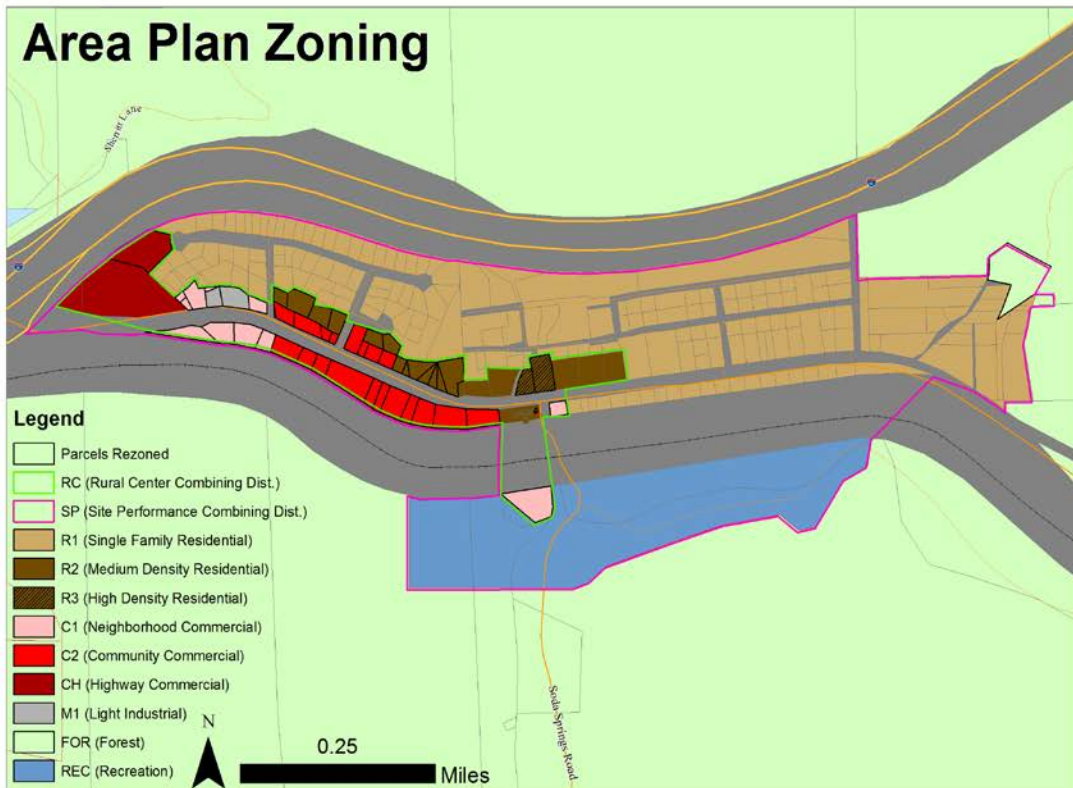 Area Plan Zoning
Legend
Parcels Rezoned
RC (Rural Center Combining Dist.)
SP (Site Performance Combining Dist.)
R1 (Single Family Residential)
R2 (Medium Density Residential)
R3 (High Density Residential)
C1 (Neighborhood Commercial)
C2 (Community Commercial)
CH (Highway Commercial)
M1 (Light Industrial)
FOR (Forest)
REC (Recreation)
N
0.25
Miles
Soda Springs Road